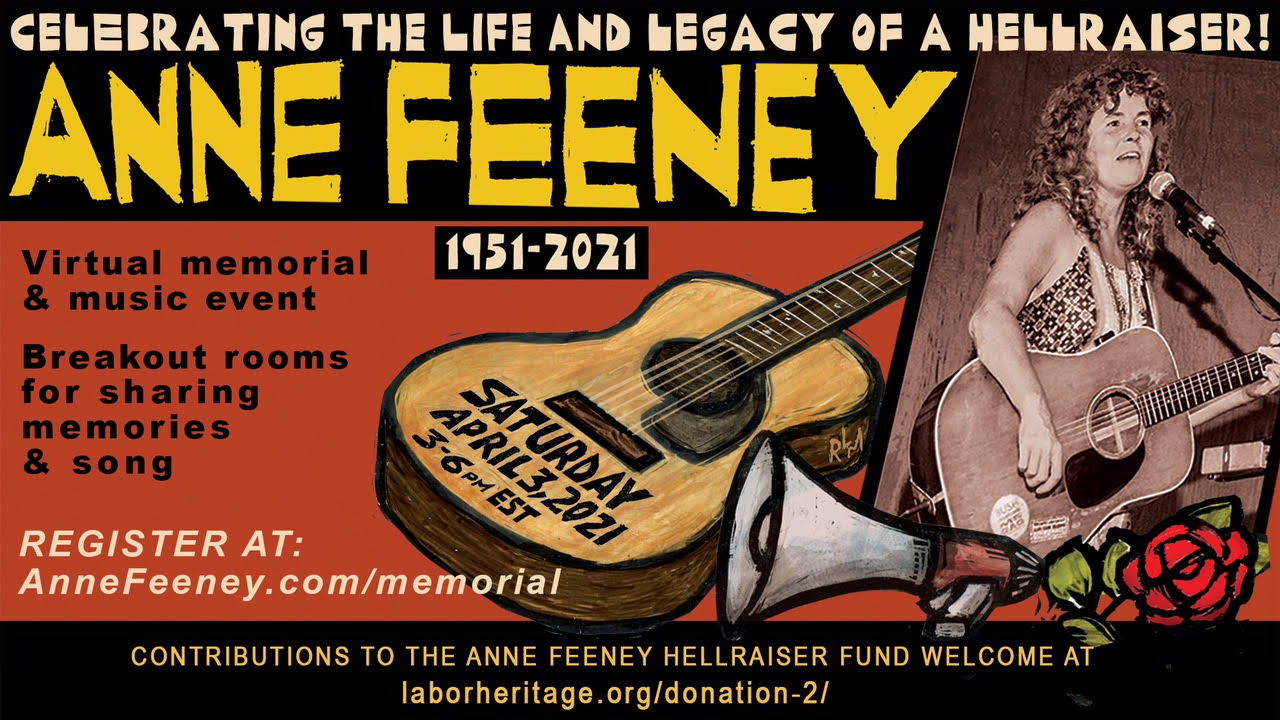 CELEBRATING THE LIFE AND LEGACY OF A HELLRAISER!
ANNE FEENEY
1951-2021
Virtual memorial
& music event
Breakout rooms
for sharing
memories
& song
SATURDAY
APRIL 3, 2021
3-6PM EST
RLM
REGISTER AT:
AnneFeeney.com/memorial
CONTRIBUTIONS TO THE ANNE FEENEY HELLRAISER FUND WELCOME AT
laborheritage.org/donation-2/